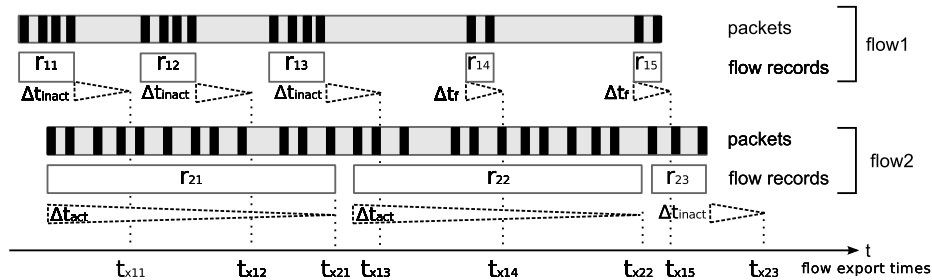 packets
flow1
r11 r12 r13 r14 r15
flow records
Δtinact Δtinact Δtinact Δtf Δtf
packets
flow2
r21 r22 r23
flow records
Δtact Δtact Δtinact
t
tx11 tx12 tx21 tx13 tx14 tx22 tx15 tx23
flow export times